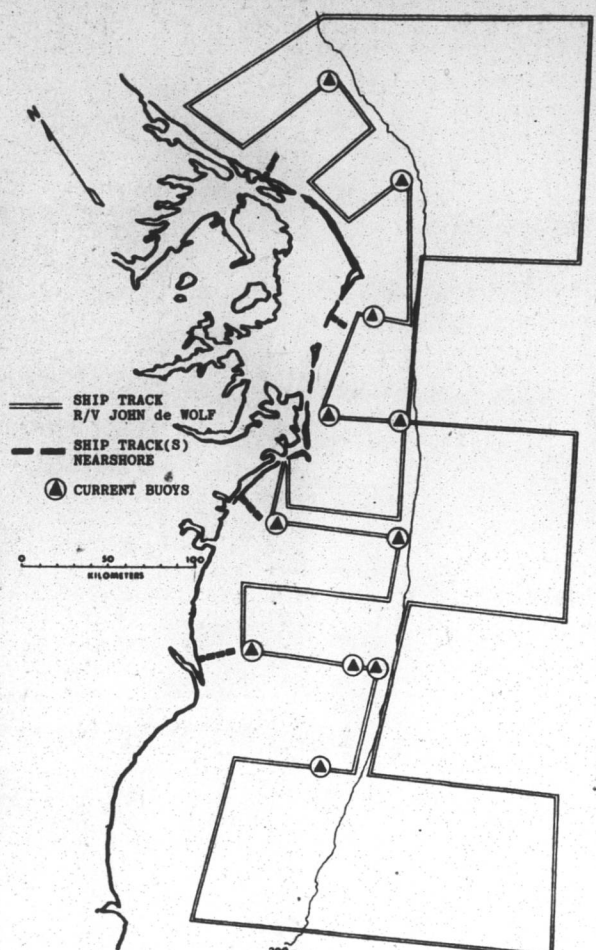 N
SHIP TRACK
R/V JOHN de WOLF
SHIP TRACK(S)
NEARSHORE
CURRENT BUOYS
0 50 100
KILOMETERS